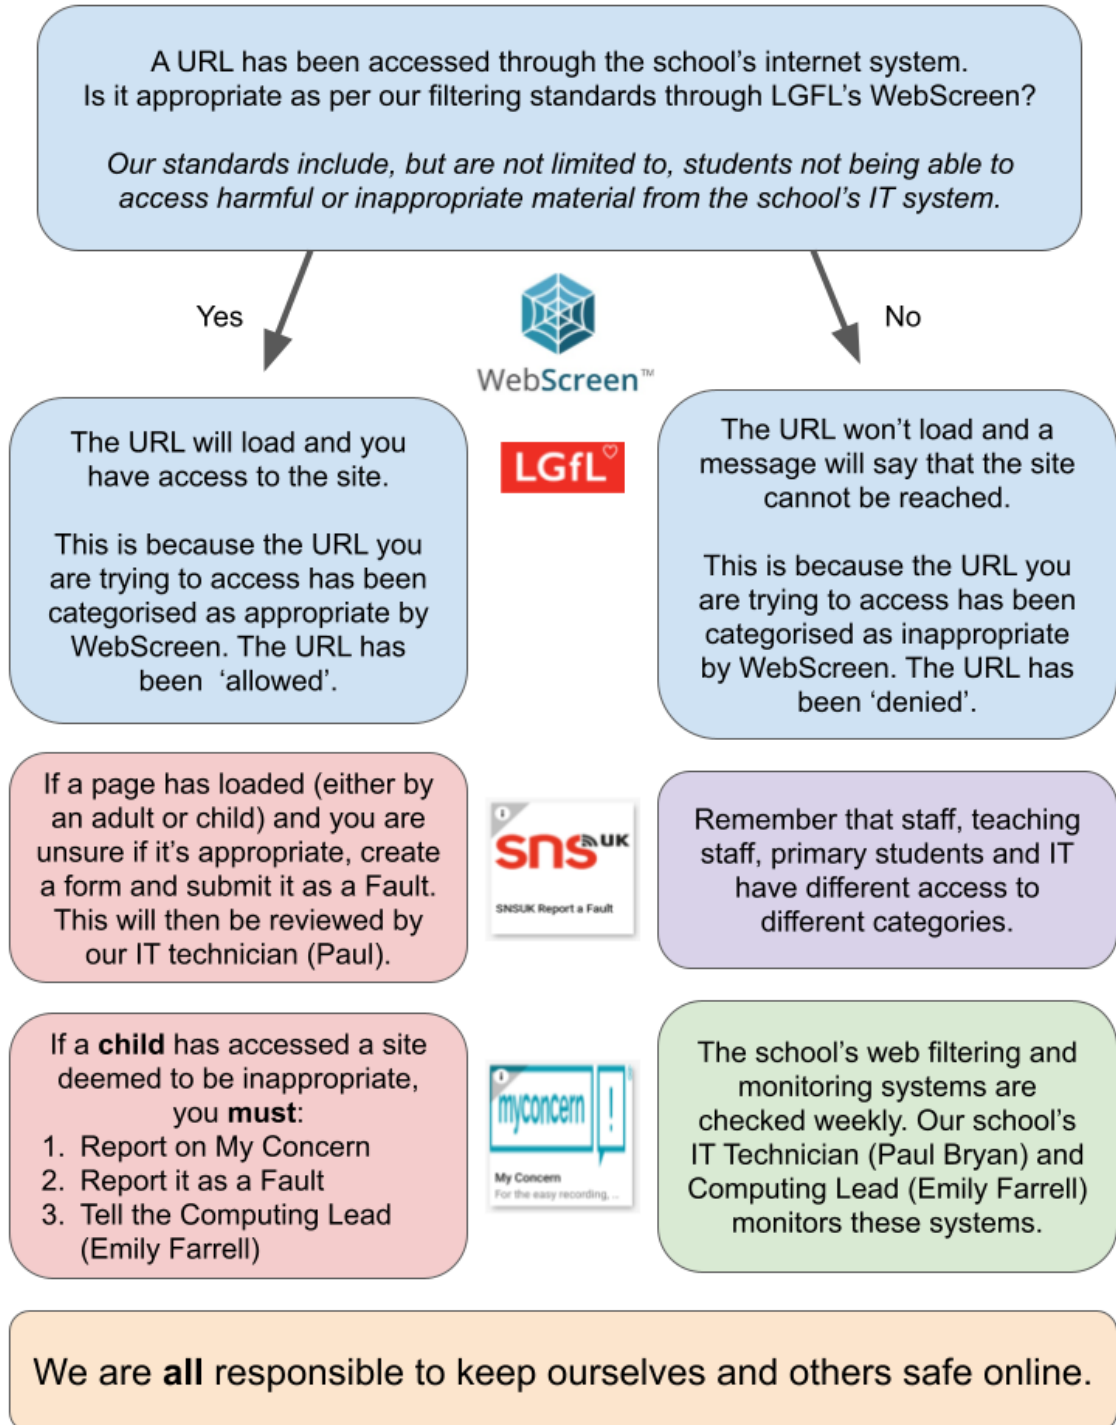 A URL has been accessed through the school's internet system.
Is it appropriate as per our filtering standards through LGFL's WebScreen?
Our standards include, but are not limited to, students not being able to
access harmful or inappropriate material from the school's IT system.
Yes
No
WebScreen™
LGfL
The URL will load and you
have access to the site.
This is because the URL you
are trying to access has been
categorised as appropriate by
WebScreen. The URL has
been 'allowed'.
The URL won't load and a
message will say that the site
cannot be reached.
This is because the URL you
are trying to access has been
categorised as inappropriate
by WebScreen. The URL has
been 'denied'.
If a page has loaded (either by
an adult or child) and you are
unsure if it's appropriate, create
a form and submit it as a Fault.
This will then be reviewed by
our IT technician (Paul).
sns UK
SNSUK Report a Fault
Remember that staff, teaching
staff, primary students and IT
have different access to
different categories.
If a child has accessed a site
deemed to be inappropriate,
you must:
1. Report on My Concern
2. Report it as a Fault
3. Tell the Computing Lead
(Emily Farrell)
myconcern !
My Concern
For the easy recording, ...
The school's web filtering and
monitoring systems are
checked weekly. Our school's
IT Technician (Paul Bryan) and
Computing Lead (Emily Farrell)
monitors these systems.
We are all responsible to keep ourselves and others safe online.